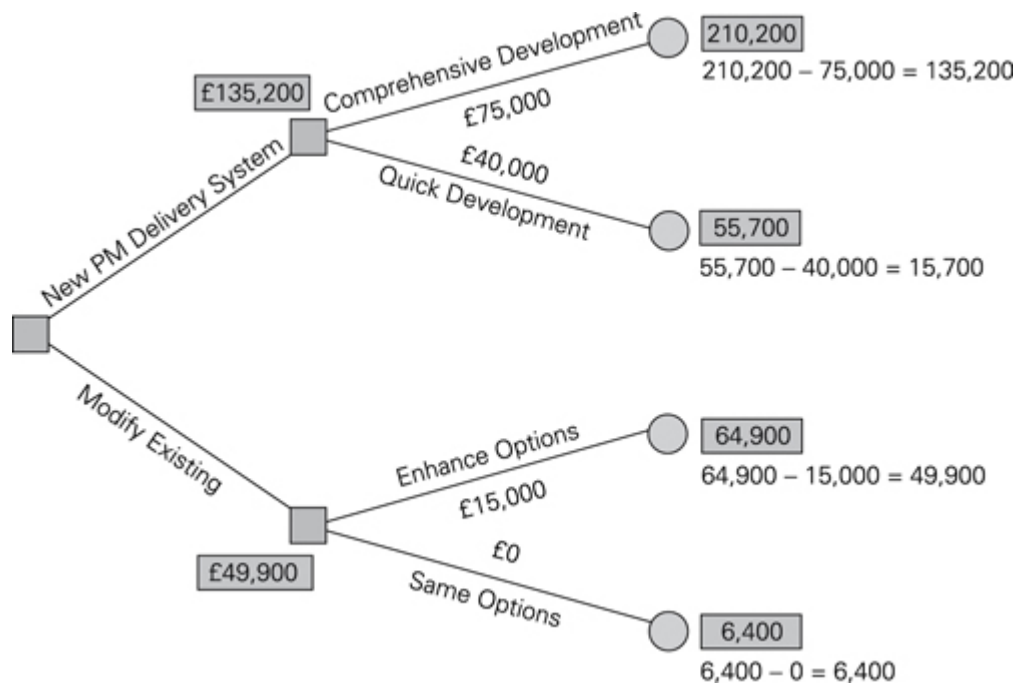 Comprehensive Development
210,200
210,200 – 75,000 = 135,200
£135,200
£75,000
New PM Delivery System
£40,000
Quick Development
55,700
55,700 – 40,000 = 15,700
Modify Existing
Enhance Options
64,900
64,900 – 15,000 = 49,900
£15,000
£49,900
£0
Same Options
6,400
6,400 – 0 = 6,400